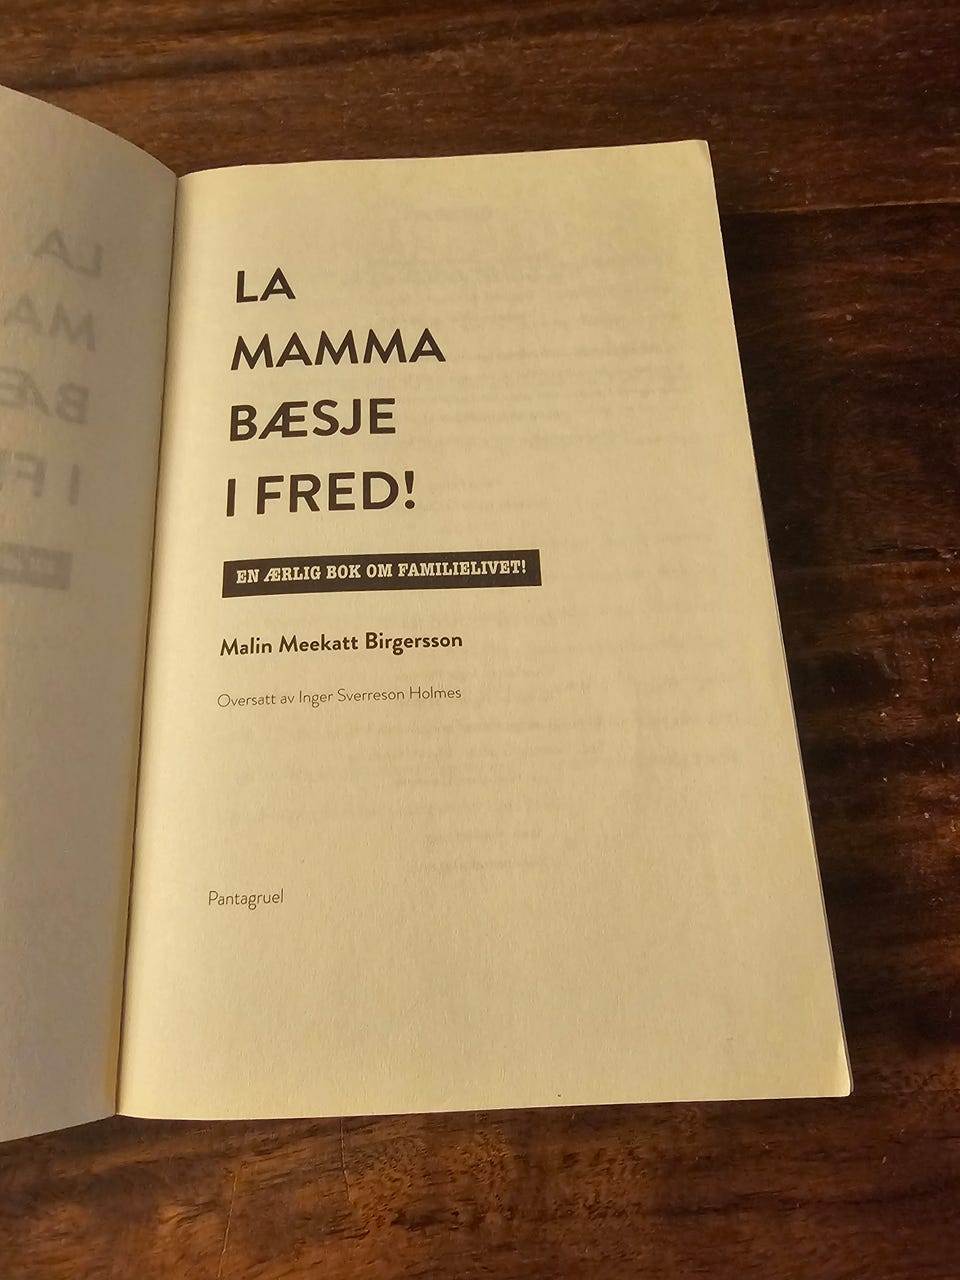 LA
MAMMA
BÆSJE
I FRED!
EN ÆRLIG BOK OM FAMILIELIVET!
Malin Meekatt Birgersson
Oversatt av Inger Sverreson Holmes
Pantagruel